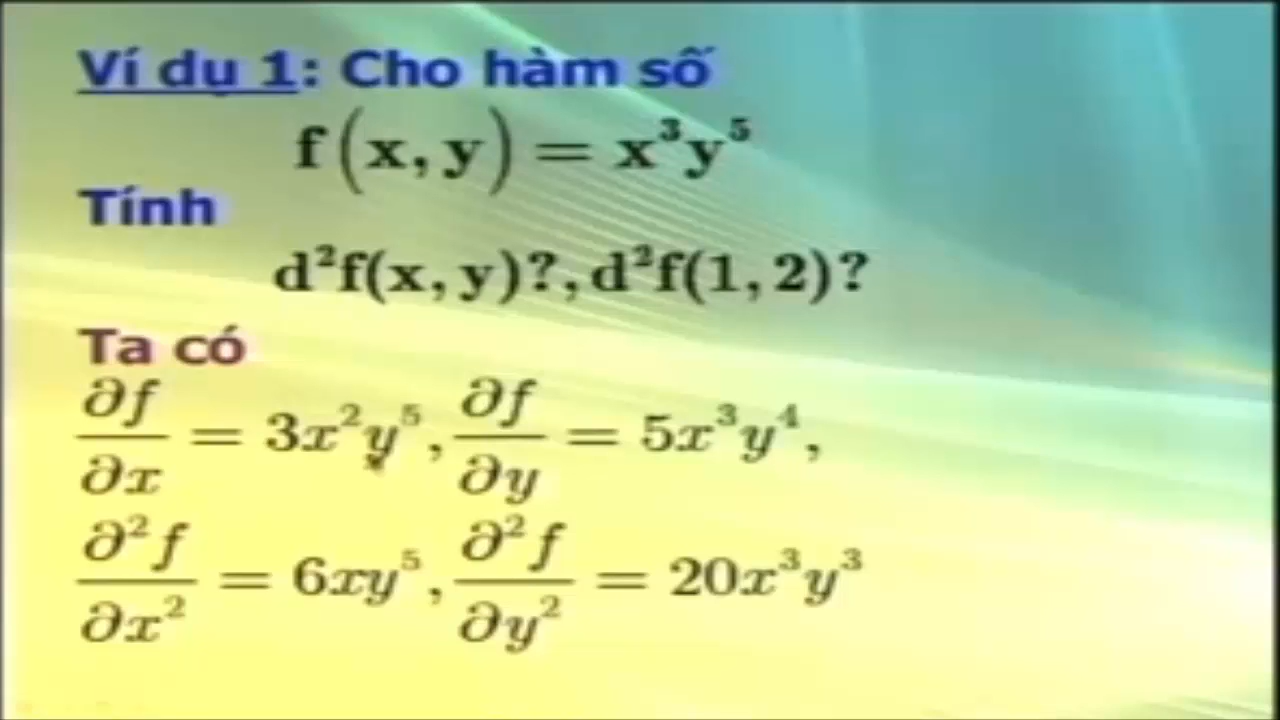 Ví dụ 1: Cho hàm số
f(x, y) = x³y⁵
Tính
d²f(x, y)?, d²f(1, 2)?
Ta có
∂f/∂x = 3x²y⁵, ∂f/∂y = 5x³y⁴,
∂²f/∂x² = 6xy⁵, ∂²f/∂y² = 20x³y³